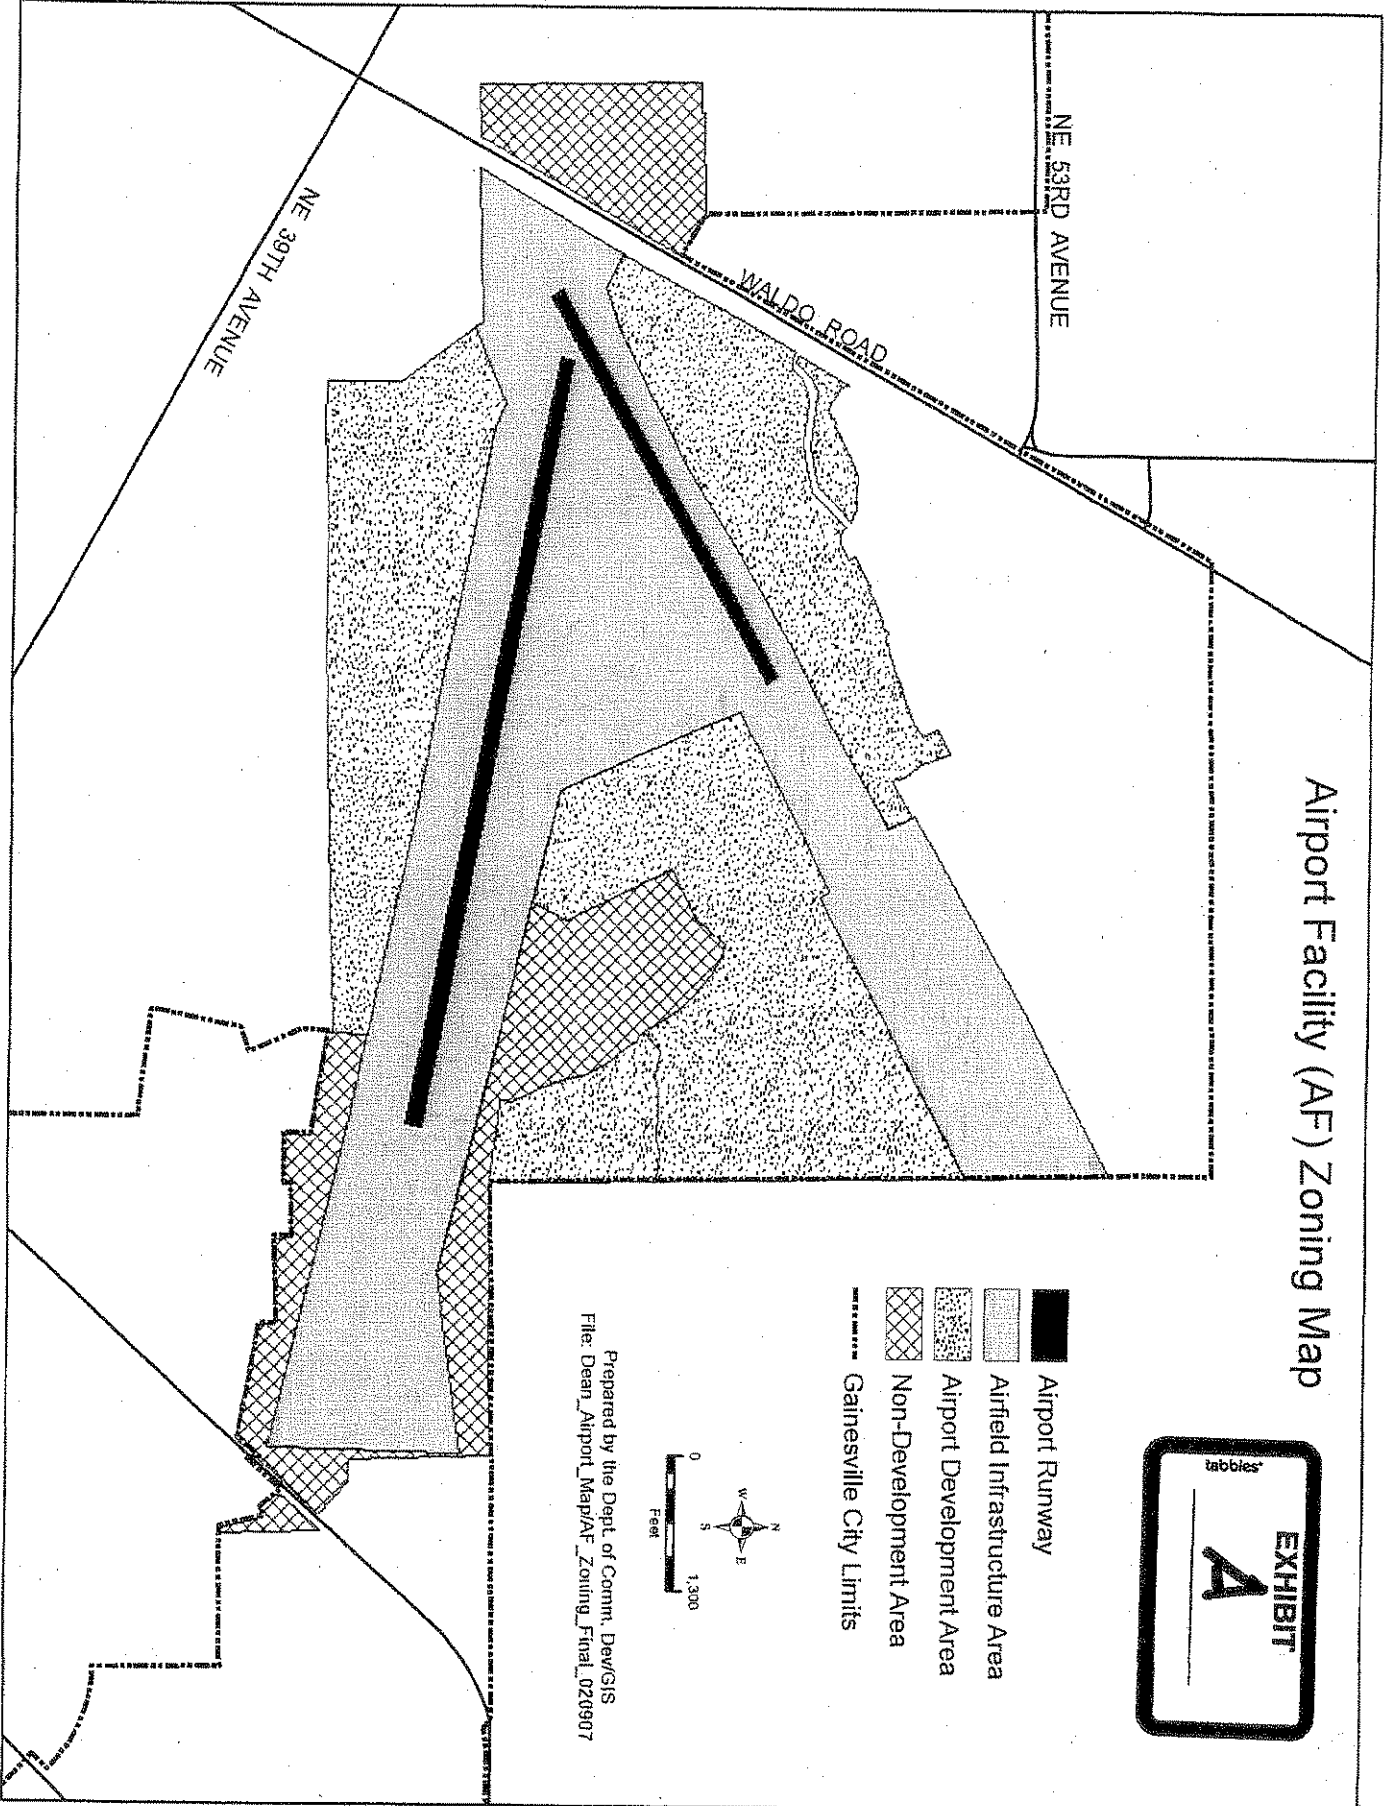 Airport Facility (AF) Zoning Map
EXHIBIT
A
tabbies®
NE 53RD AVENUE
WALDO ROAD
NE 39TH AVENUE
Airport Runway
Airfield Infrastructure Area
Airport Development Area
Non-Development Area
Gainesville City Limits
N
W
E
S
0
1,300
Feet
Prepared by the Dept. of Comm. Dev/GIS
File: Dean_Airport_Map/AF_Zoning_Final_020907